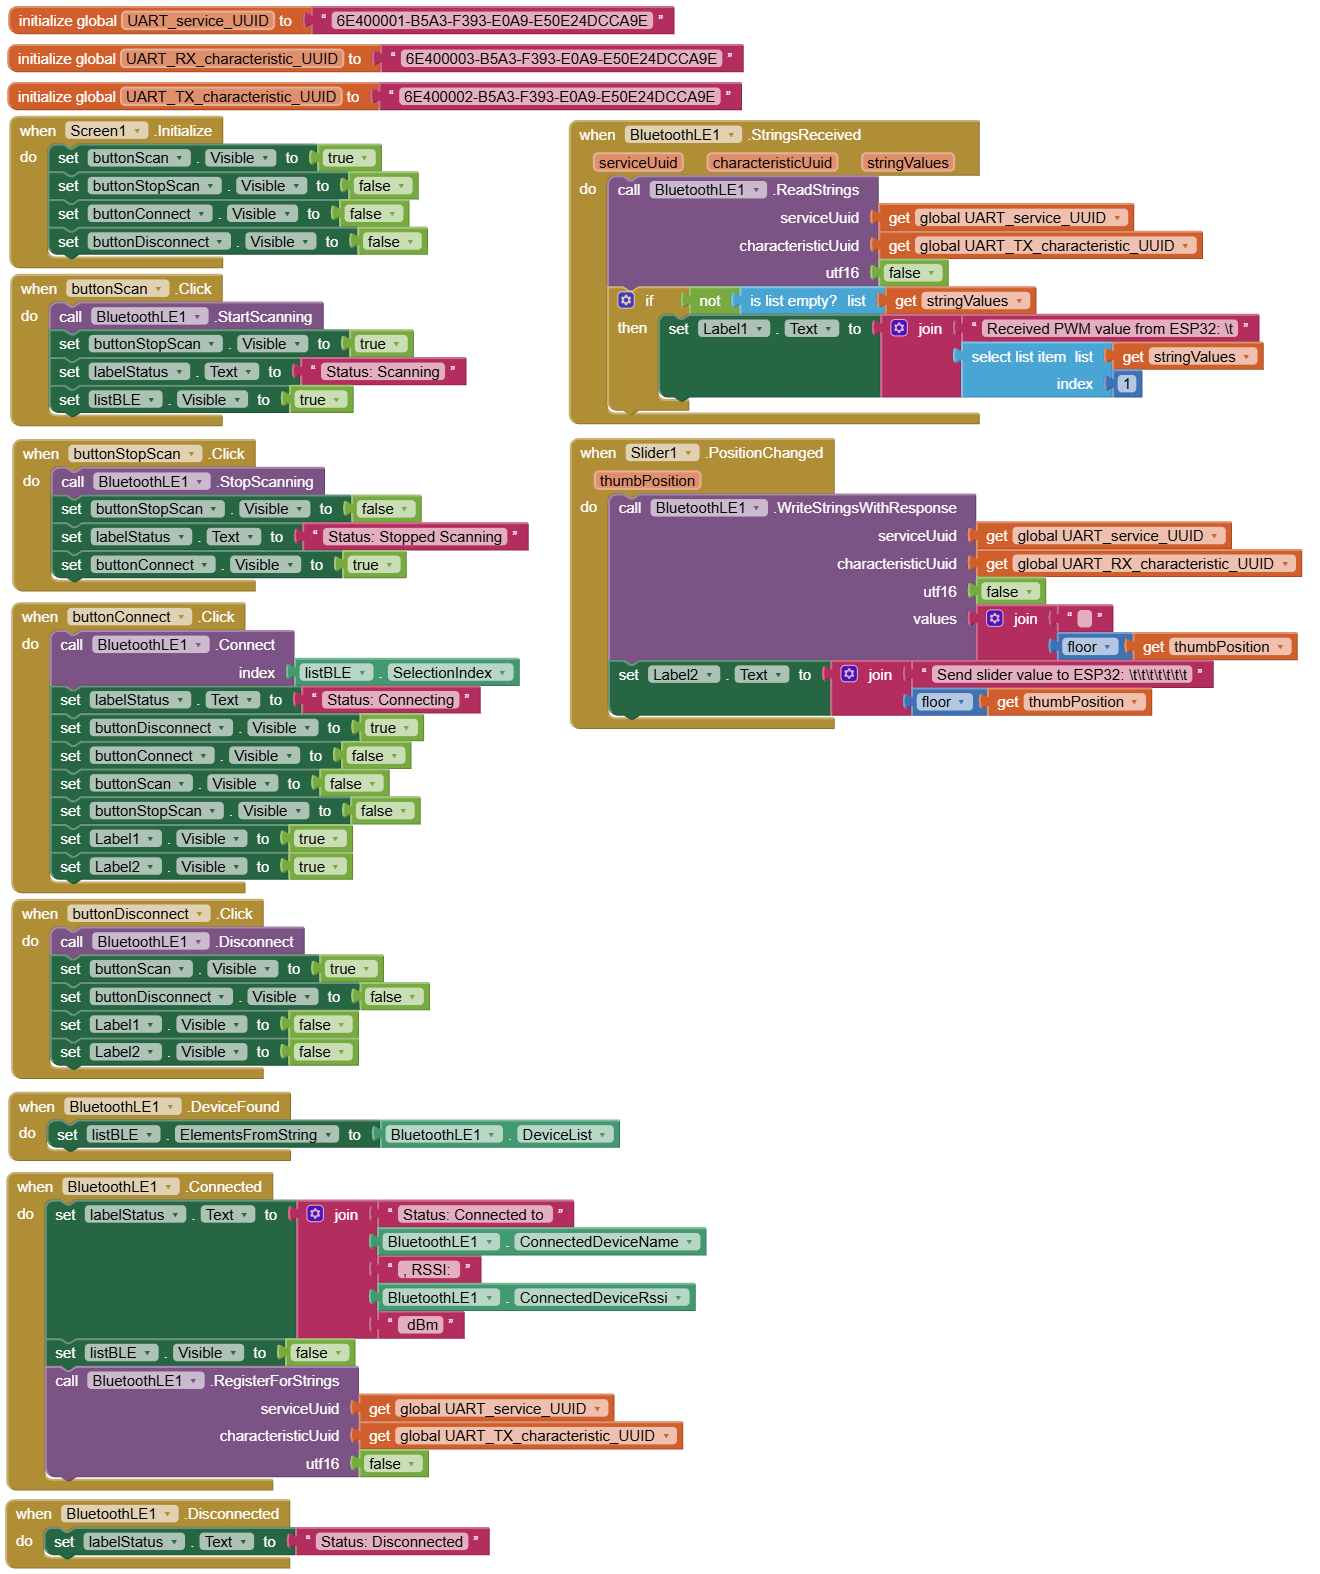 initialize global UART_service_UUID to “ 6E400001-B5A3-F393-E0A9-E50E24DCCA9E ”
initialize global UART_RX_characteristic_UUID to “ 6E400003-B5A3-F393-E0A9-E50E24DCCA9E ”
initialize global UART_TX_characteristic_UUID to “ 6E400002-B5A3-F393-E0A9-E50E24DCCA9E ”
when Screen1 .Initialize
do set buttonScan . Visible to true
set buttonStopScan . Visible to false
set buttonConnect . Visible to false
set buttonDisconnect . Visible to false
when buttonScan .Click
do call BluetoothLE1 .StartScanning
set buttonStopScan . Visible to true
set labelStatus . Text to “ Status: Scanning ”
set listBLE . Visible to true
when buttonStopScan .Click
do call BluetoothLE1 .StopScanning
set buttonStopScan . Visible to false
set labelStatus . Text to “ Status: Stopped Scanning ”
set buttonConnect . Visible to true
when buttonConnect .Click
do call BluetoothLE1 .Connect
index listBLE . SelectionIndex
set labelStatus . Text to “ Status: Connecting ”
set buttonDisconnect . Visible to true
set buttonConnect . Visible to false
set buttonScan . Visible to false
set buttonStopScan . Visible to false
set Label1 . Visible to true
set Label2 . Visible to true
when buttonDisconnect .Click
do call BluetoothLE1 .Disconnect
set buttonScan . Visible to true
set buttonDisconnect . Visible to false
set Label1 . Visible to false
set Label2 . Visible to false
when BluetoothLE1 .DeviceFound
do set listBLE . ElementsFromString to BluetoothLE1 . DeviceList
when BluetoothLE1 .Connected
do set labelStatus . Text to join “ Status: Connected to ”
BluetoothLE1 . ConnectedDeviceName
“ , RSSI: ”
BluetoothLE1 . ConnectedDeviceRssi
“ dBm ”
set listBLE . Visible to false
call BluetoothLE1 .RegisterForStrings
serviceUuid get global UART_service_UUID
characteristicUuid get global UART_TX_characteristic_UUID
utf16 false
when BluetoothLE1 .Disconnected
do set labelStatus . Text to “ Status: Disconnected ”
when BluetoothLE1 .StringsReceived
serviceUuid characteristicUuid stringValues
do call BluetoothLE1 .ReadStrings
serviceUuid get global UART_service_UUID
characteristicUuid get global UART_TX_characteristic_UUID
utf16 false
if not is list empty? list get stringValues
then set Label1 . Text to join “ Received PWM value from ESP32: \t ”
select list item list get stringValues
index 1
when Slider1 .PositionChanged
thumbPosition
do call BluetoothLE1 .WriteStringsWithResponse
serviceUuid get global UART_service_UUID
characteristicUuid get global UART_RX_characteristic_UUID
utf16 false
values join “ ”
floor get thumbPosition
set Label2 . Text to join “ Send slider value to ESP32: \t\t\t\t\t\t\t ”
floor get thumbPosition